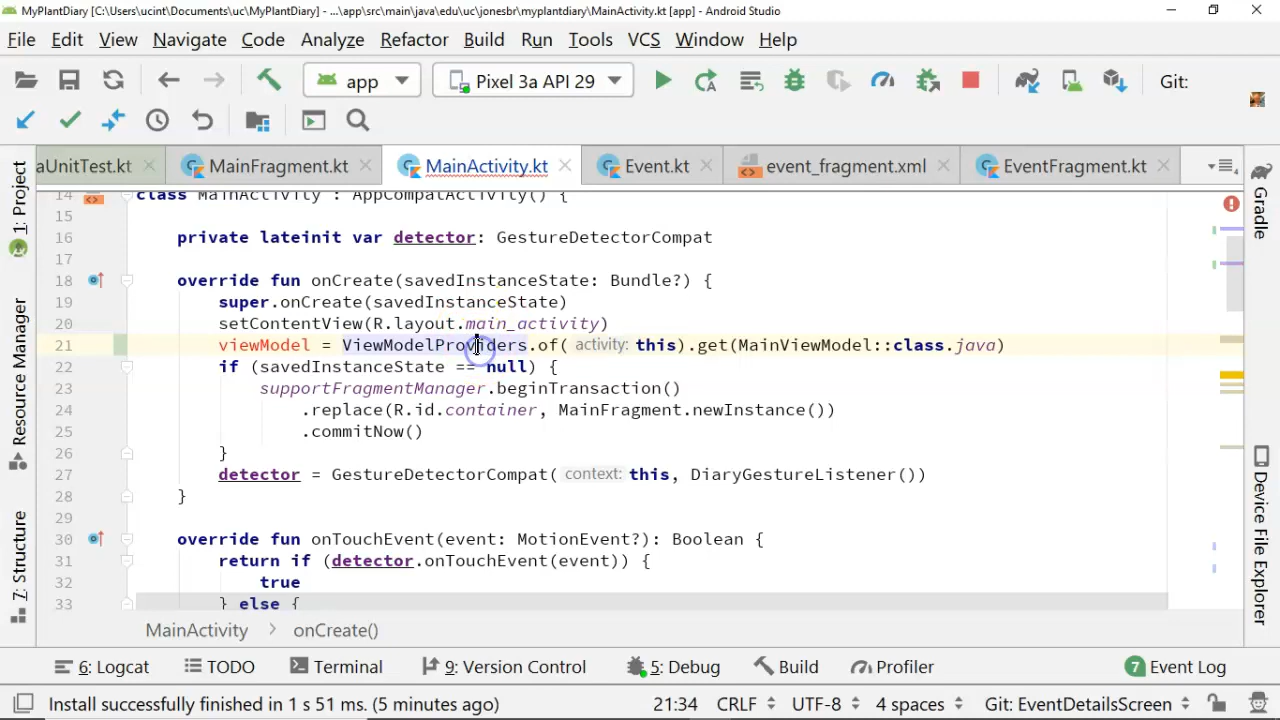 MyPlantDiary [C:\Users\ucint\Documents\uc\MyPlantDiary] - ...\app\src\main\java\edu\uc\jonesbr\myplantdiary\MainActivity.kt [app] - Android Studio
File Edit View Navigate Code Analyze Refactor Build Run Tools VCS Window Help
app Pixel 3a API 29 Git:
aUnitTest.kt MainFragment.kt MainActivity.kt Event.kt event_fragment.xml EventFragment.kt
1: Project
Resource Manager
7: Structure
14 class MainActivity : AppCompatActivity() {
15
16 private lateinit var detector: GestureDetectorCompat
17
18 override fun onCreate(savedInstanceState: Bundle?) {
19 super.onCreate(savedInstanceState)
20 setContentView(R.layout.main_activity)
21 viewModel = ViewModelProviders.of( activity: this).get(MainViewModel::class.java)
22 if (savedInstanceState == null) {
23 supportFragmentManager.beginTransaction()
24 .replace(R.id.container, MainFragment.newInstance())
25 .commitNow()
26 }
27 detector = GestureDetectorCompat( context: this, DiaryGestureListener())
28 }
29
30 override fun onTouchEvent(event: MotionEvent?): Boolean {
31 return if (detector.onTouchEvent(event)) {
32 true
33 } else {
Gradle
Device File Explorer
MainActivity > onCreate()
6: Logcat TODO Terminal 9: Version Control 5: Debug Build Profiler 7 Event Log
Install successfully finished in 1 s 51 ms. (5 minutes ago) 21:34 CRLF UTF-8 4 spaces Git: EventDetailsScreen